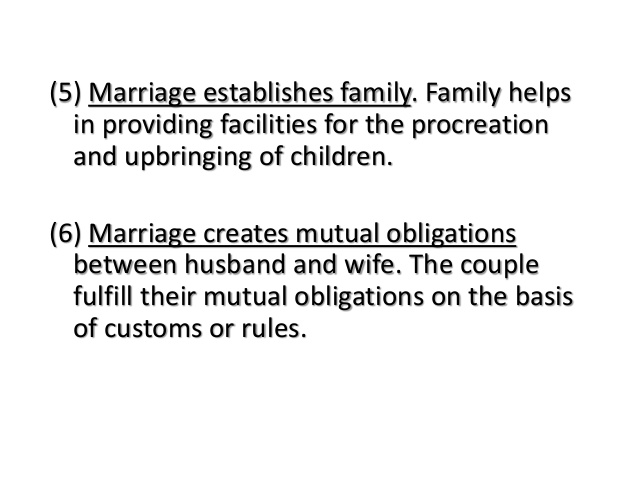 (5) Marriage establishes family. Family helps
in providing facilities for the procreation
and upbringing of children.
(6) Marriage creates mutual obligations
between husband and wife. The couple
fulfill their mutual obligations on the basis
of customs or rules.